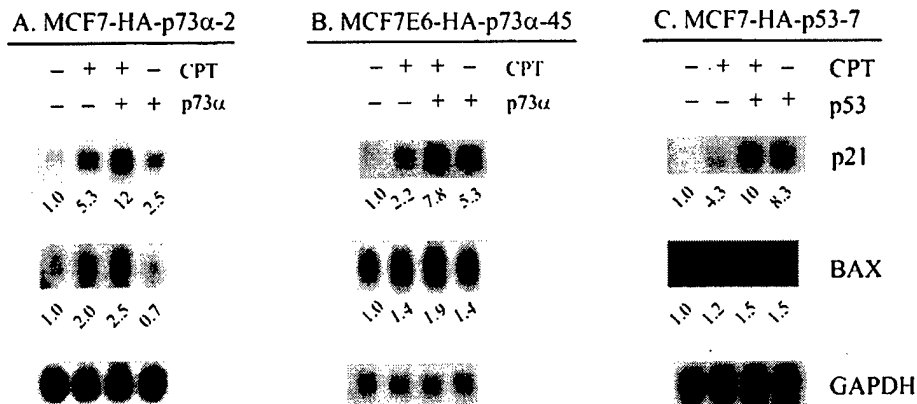 A. MCF7-HA-p73α-2 B. MCF7E6-HA-p73α-45 C. MCF7-HA-p53-7
- + + - CPT - + + - CPT - + + - CPT
- - + + p73α - - + + p73α - - + + p53
p21
1.0 5.3 12 2.5 1.0 2.2 7.8 5.3 1.0 4.3 10 8.3
BAX
1.0 2.0 2.5 0.7 1.0 1.4 1.9 1.4 1.0 1.2 1.5 1.5
GAPDH